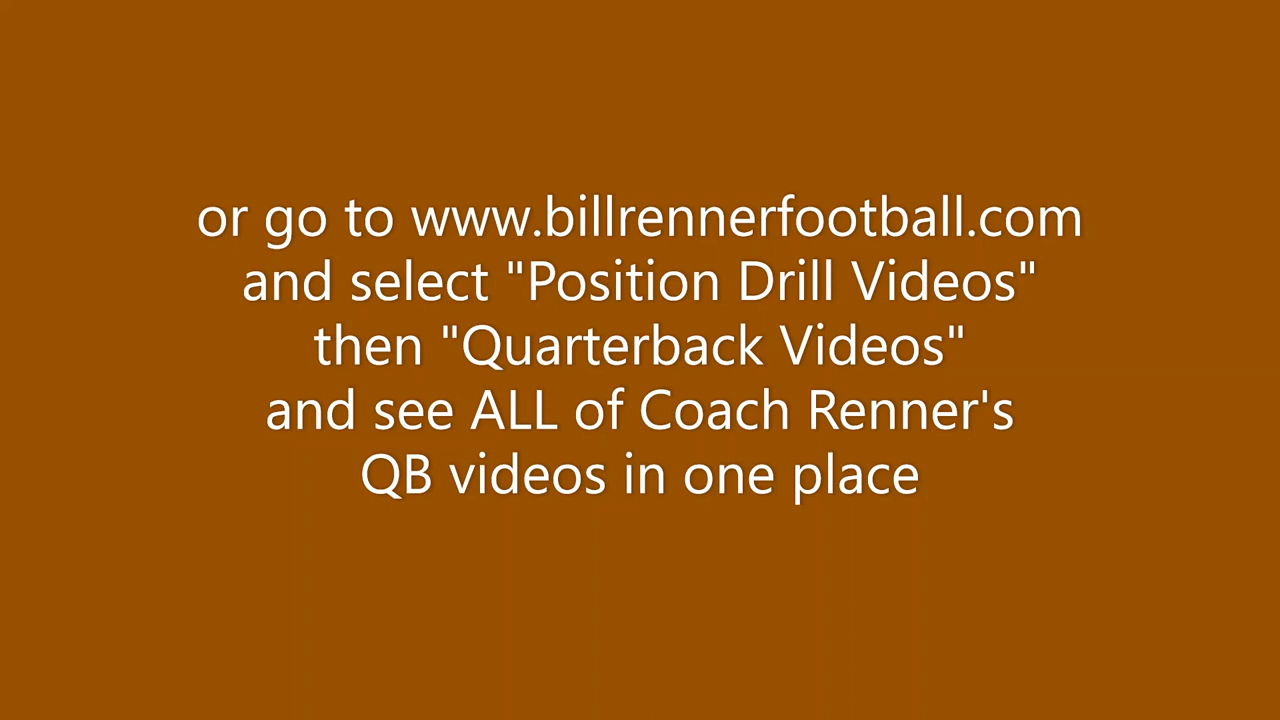 or go to www.billrennerfootball.com
and select "Position Drill Videos"
then "Quarterback Videos"
and see ALL of Coach Renner's
QB videos in one place